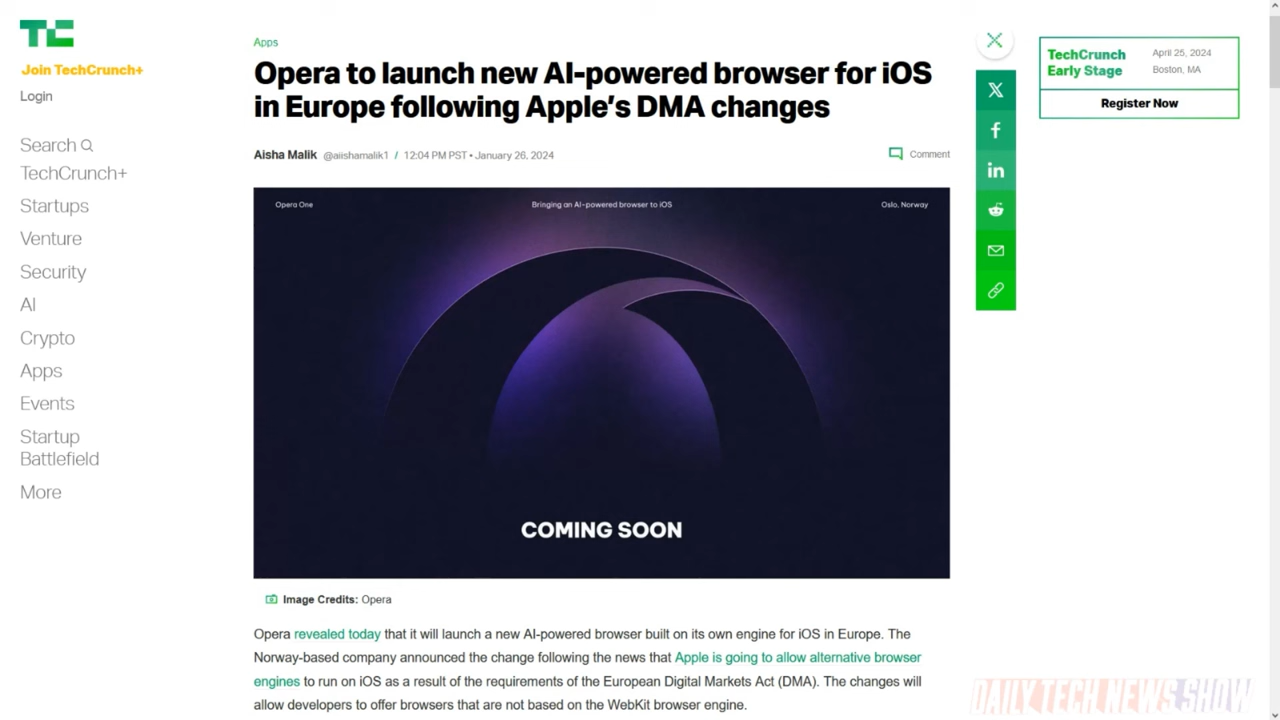 TC
Join TechCrunch+
Login
Search
TechCrunch+
Startups
Venture
Security
AI
Crypto
Apps
Events
Startup
Battlefield
More
Apps
Opera to launch new AI-powered browser for iOS
in Europe following Apple's DMA changes
Aisha Malik @aiishamalik1 / 12:04 PM PST • January 26, 2024
Comment
Opera One
Bringing an AI-powered browser to iOS
Oslo, Norway
COMING SOON
Image Credits: Opera
Opera revealed today that it will launch a new AI-powered browser built on its own engine for iOS in Europe. The
Norway-based company announced the change following the news that Apple is going to allow alternative browser
engines to run on iOS as a result of the requirements of the European Digital Markets Act (DMA). The changes will
allow developers to offer browsers that are not based on the WebKit browser engine.
X
f
in
TechCrunch
Early Stage
April 25, 2024
Boston, MA
Register Now
DAILY TECH NEWS SHOW